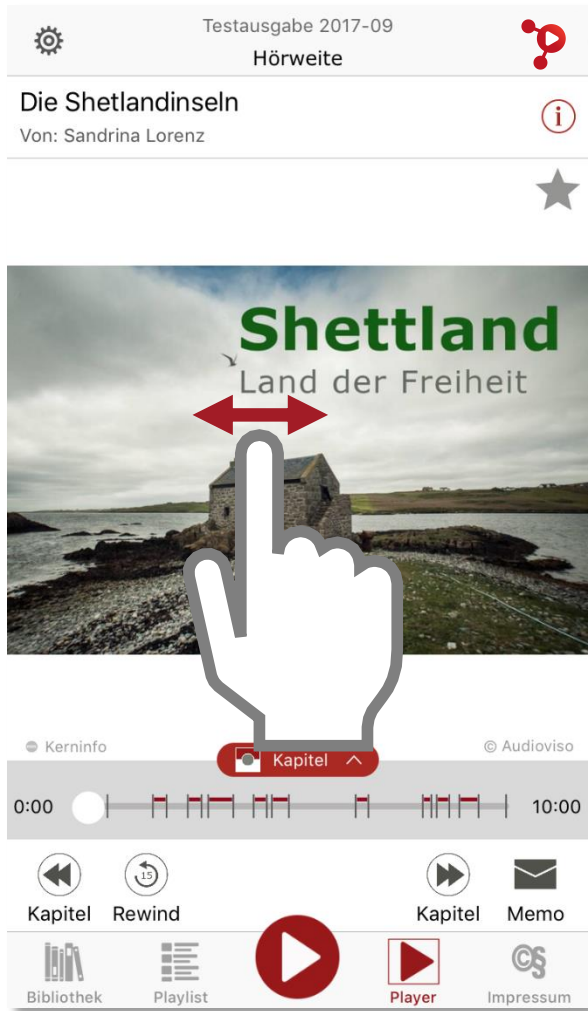 Testausgabe 2017-09
Hörweite
Die Shetlandinseln
i
Von: Sandrina Lorenz
Shettland
Land der Freiheit
Kerninfo
© Audioviso
Kapitel
0:00
10:00
15
Kapitel
Rewind
Kapitel
Memo
©§
Bibliothek
Playlist
Player
Impressum